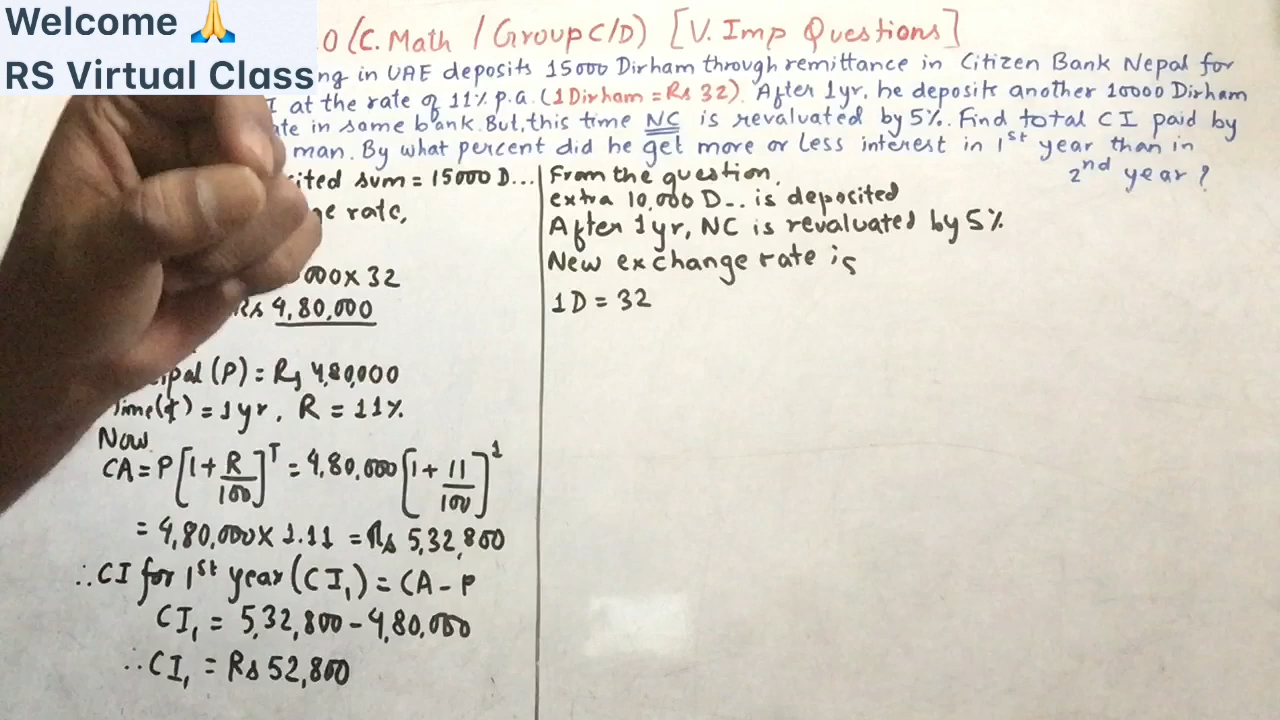 Welcome 🙏
RS Virtual Class
0 (C. Math / Group C/D) [V. Imp Questions]
ng in UAE deposits 15000 Dirham through remittance in Citizen Bank Nepal for
I at the rate of 11% p.a. (1 Dirham = Rs 32). After 1yr, he deposits another 10000 Dirham
ate in same bank. But, this time NC is revaluated by 5%. Find total CI paid by
man. By what percent did he get more or less interest in 1st year than in
2nd year?
ited sum = 15000 D...
ge rate,
000 x 32
Rs 4,80,000
ipal (P) = Rs 4,80,000
Time(t) = 1 yr, R = 11%
Now
CA = P[1 + R/100]^T = 4,80,000[1 + 11/100]^1
= 4,80,000 x 1.11 = Rs 5,32,800
∴ CI for 1st year (CI₁) = CA - P
CI₁ = 5,32,800 - 4,80,000
∴ CI₁ = Rs 52,800
From the question,
extra 10,000 D.. is deposited
After 1yr, NC is revaluated by 5%
New exchange rate is
1D = 32